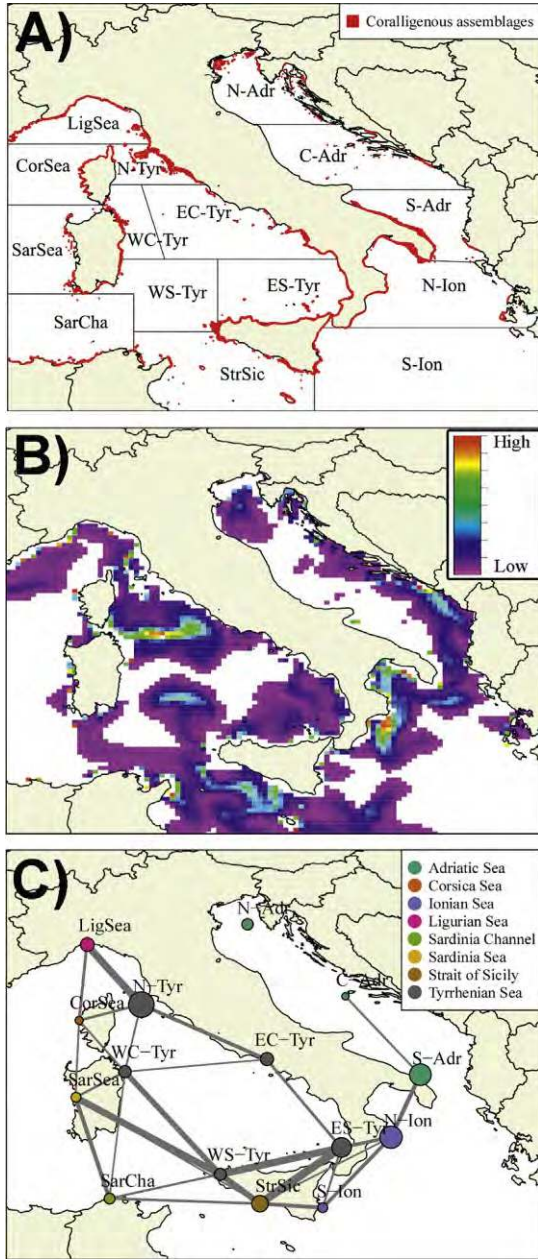 A)
Coralligenous assemblages
N-Adr
LigSea
C-Adr
CorSea
N-Tyr
S-Adr
EC-Tyr
WC-Tyr
SarSea
WS-Tyr
ES-Tyr
N-Ion
SarCha
StrSic
S-Ion
B)
High
Low
C)
Adriatic Sea
Corsica Sea
Ionian Sea
Ligurian Sea
Sardinia Channel
Sardinia Sea
Strait of Sicily
Tyrrhenian Sea
N-Adr
LigSea
C-Adr
N-Tyr
CorSea
EC-Tyr
WC-Tyr
S-Adr
SarSea
N-Ion
ES-Tyr
WS-Tyr
SarCha
StrSic
S-Ion